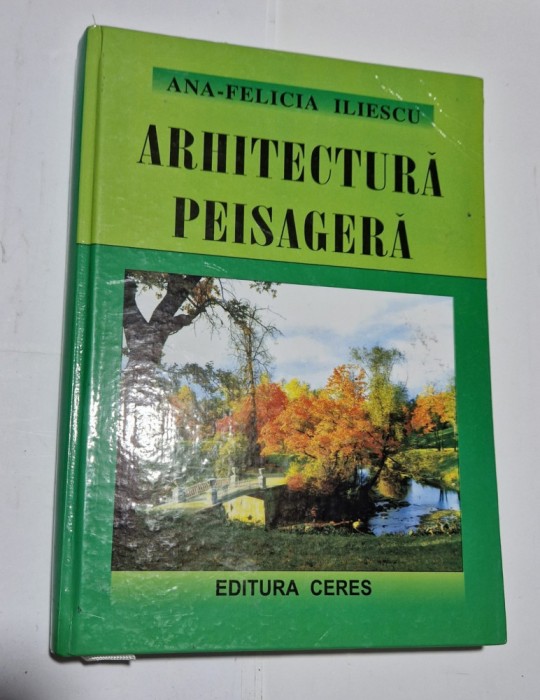 ANA-FELICIA ILIESCU
ARHITECTURĂ
PEISAGERĂ
EDITURA CERES